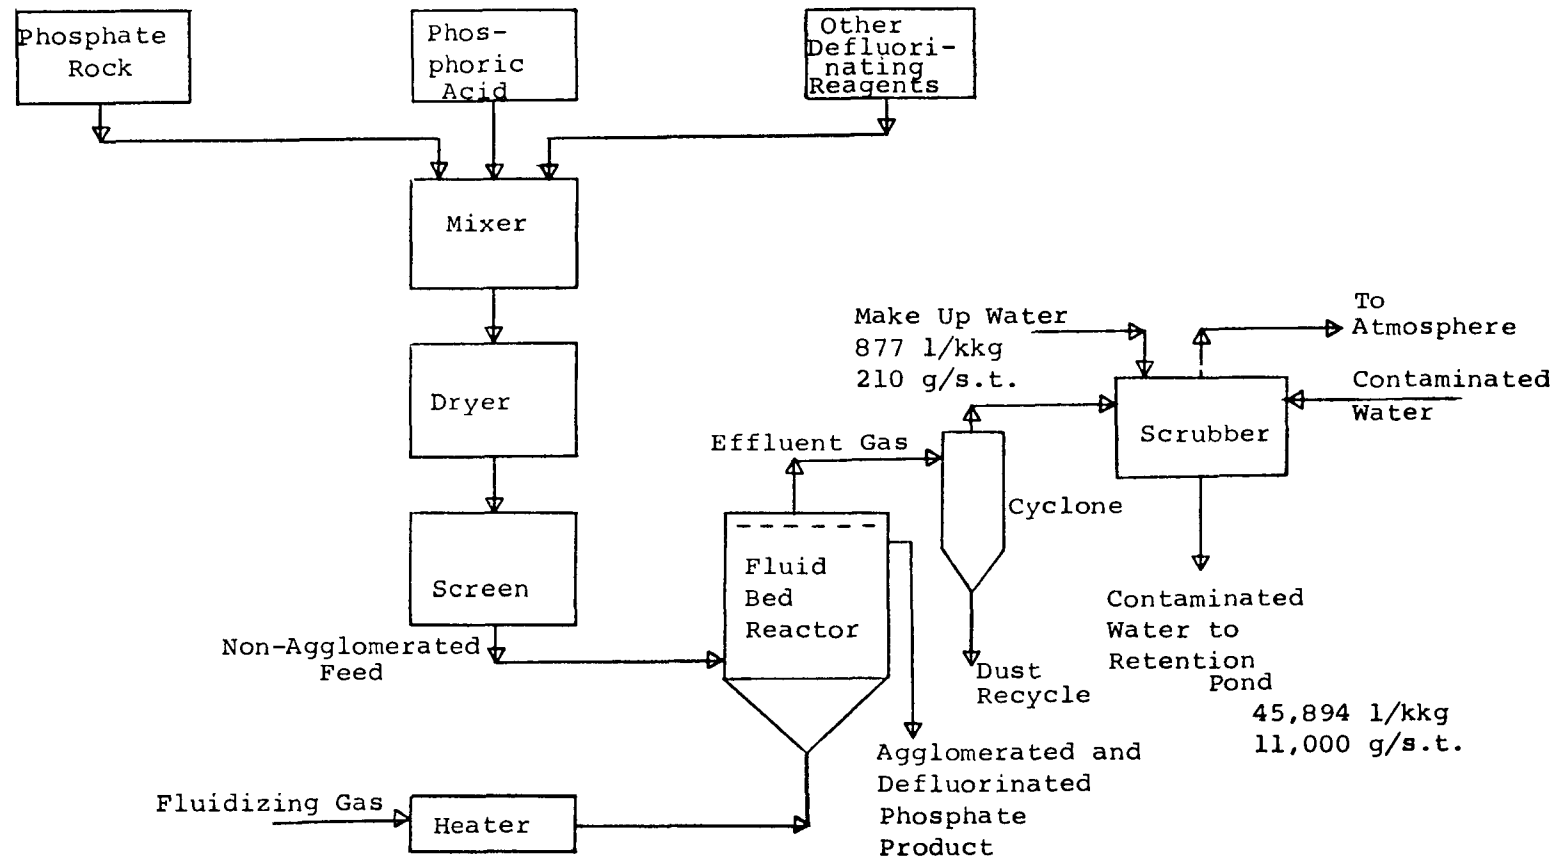 Phosphate
Rock
Phos-
phoric
Acid
Other
Defluori-
nating
Reagents
Mixer
Dryer
Screen
Non-Agglomerated
Feed
Fluidizing Gas
Heater
Fluid
Bed
Reactor
Effluent Gas
Cyclone
Dust
Recycle
Agglomerated and
Defluorinated
Phosphate
Product
Make Up Water
877 l/kkg
210 g/s.t.
To
Atmosphere
Contaminated
Water
Scrubber
Contaminated
Water to
Retention
Pond
45,894 l/kkg
11,000 g/s.t.